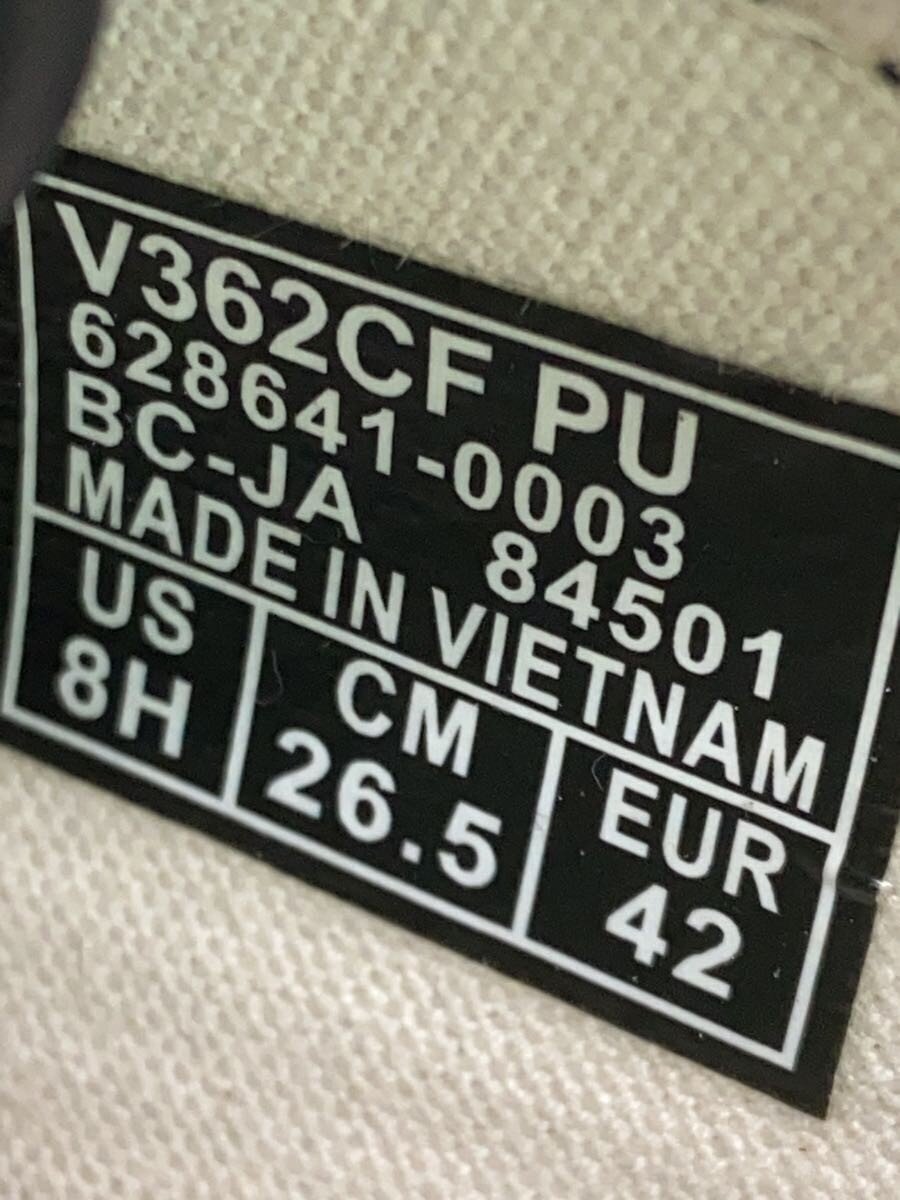 V362CF PU
628641-0003
BC-JA 84501
MADE IN VIETNAM
US
8H
CM
26.5
EUR
42